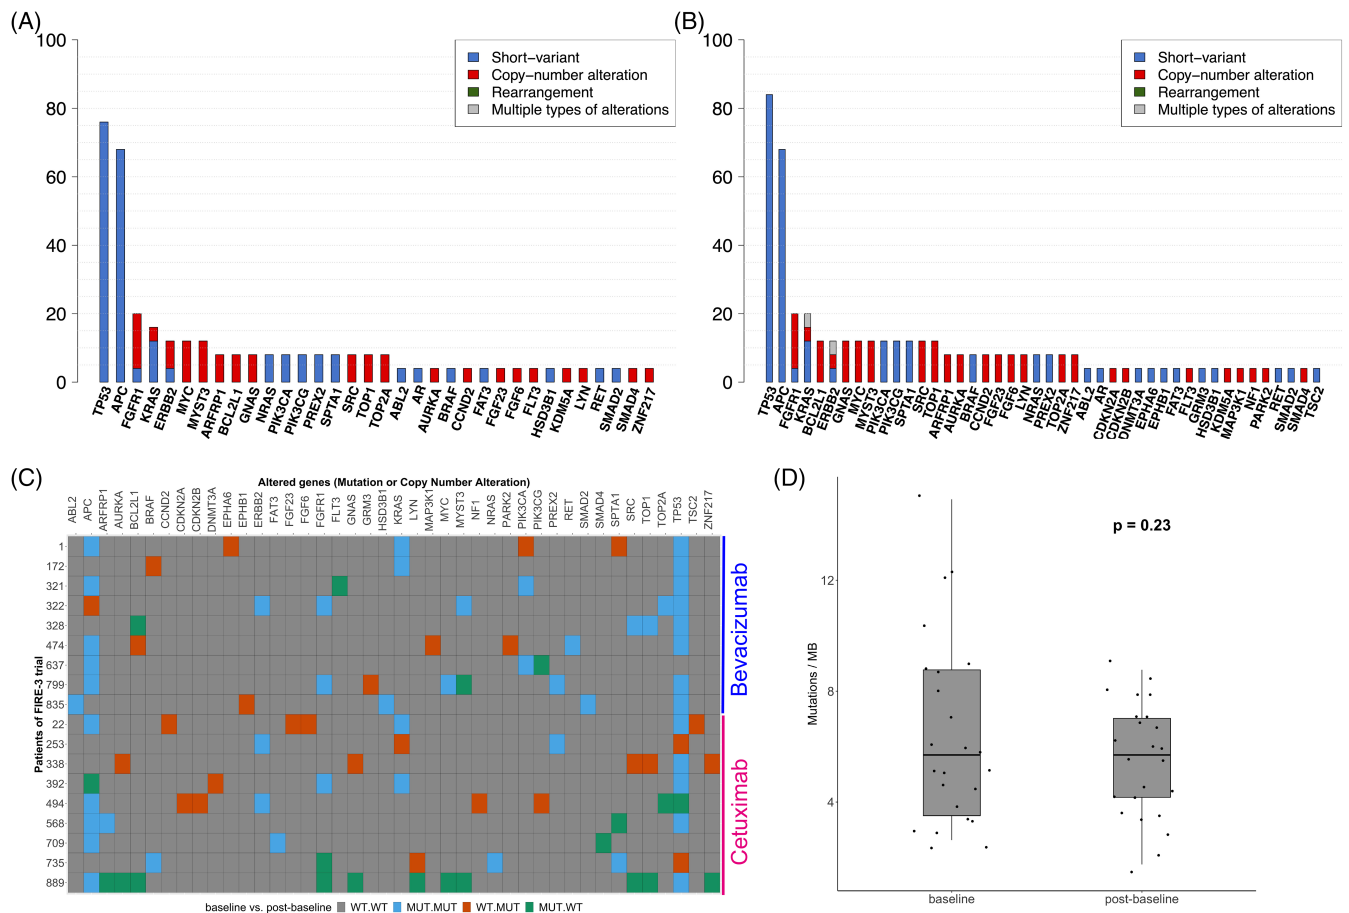 (A)
100
80
60
40
20
0
Short−variant
Copy−number alteration
Rearrangement
Multiple types of alterations
TP53
APC
FGFR1
KRAS
ERBB2
MYC
MYST3
ARFRP1
BCL2L1
GNAS
NRAS
PIK3CA
PIK3CG
PREX2
SPTA1
SRC
TOP1
TOP2A
ABL2
AR
AURKA
BRAF
CCND2
FAT3
FGF23
FGF6
FLT3
HSD3B1
KDM5A
LYN
RET
SMAD2
SMAD4
ZNF217
(B)
100
80
60
40
20
0
Short−variant
Copy−number alteration
Rearrangement
Multiple types of alterations
TP53
APC
FGFR1
KRAS
BCL2L1
ERBB2
GNAS
MYC
MYST3
PIK3CA
PIK3CG
SPTA1
SRC
TOP1
ARFRP1
AURKA
BRAF
CCND2
FGF23
FGF6
LYN
NRAS
PREX2
TOP2A
ZNF217
ABL2
AR
CDKN2A
CDKN2B
DNMT3A
EPHA6
EPHB1
FAT3
FLT3
GRM3
HSD3B1
KDM5A
MAP3K1
NF1
PARK2
RET
SMAD2
SMAD4
TSC2
(C)
Altered genes (Mutation or Copy Number Alteration)
ABL2
APC
ARFRP1
AURKA
BCL2L1
BRAF
CCND2
CDKN2A
CDKN2B
DNMT3A
EPHA6
EPHB1
ERBB2
FAT3
FGF23
FGF6
FGFR1
FLT3
GNAS
GRM3
HSD3B1
KRAS
LYN
MAP3K1
MYC
MYST3
NF1
NRAS
PARK2
PIK3CA
PIK3CG
PREX2
RET
SMAD2
SMAD4
SPTA1
SRC
TOP1
TOP2A
TP53
TSC2
ZNF217
Patients of FIRE−3 trial
1
172
321
322
328
474
637
799
835
22
253
338
392
494
568
709
735
889
Bevacizumab
Cetuximab
baseline vs. post−baseline WT.WT MUT.MUT WT.MUT MUT.WT
(D)
p = 0.23
Mutations / MB
12
8
4
baseline
post−baseline